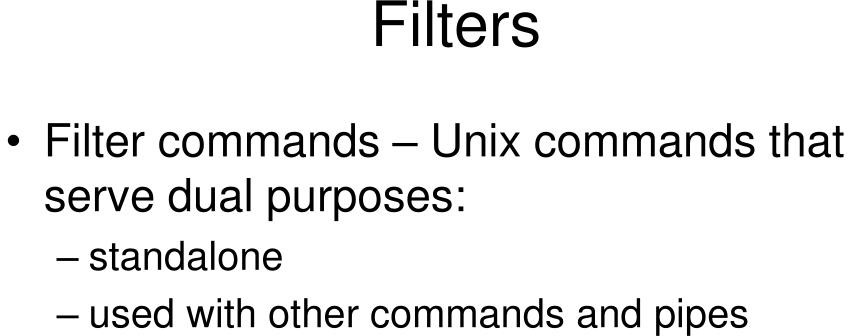 Filters
• Filter commands – Unix commands that
serve dual purposes:
– standalone
– used with other commands and pipes